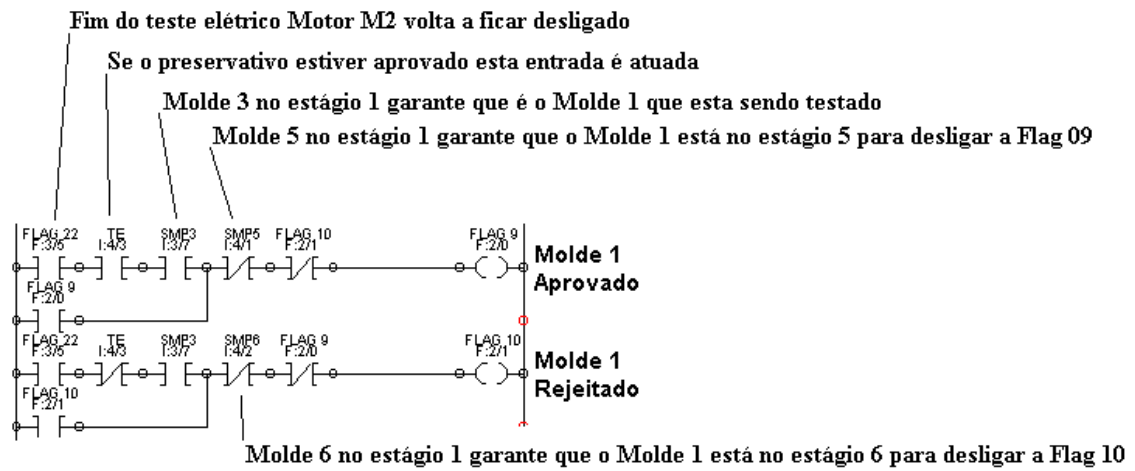 Fim do teste elétrico Motor M2 volta a ficar desligado
Se o preservativo estiver aprovado esta entrada é atuada
Molde 3 no estágio 1 garante que é o Molde 1 que esta sendo testado
Molde 5 no estágio 1 garante que o Molde 1 está no estágio 5 para desligar a Flag 09
FLAG 22 TE SMP3 SMP5 FLAG 10 FLAG 9
F:3/5 I:4/3 I:3/7 I:4/1 F:2/1 F:2/0
Molde 1
Aprovado
FLAG 9
F:2/0
FLAG 22 TE SMP3 SMP6 FLAG 9 FLAG 10
F:3/5 I:4/3 I:3/7 I:4/2 F:2/0 F:2/1
Molde 1
Rejeitado
FLAG 10
F:2/1
Molde 6 no estágio 1 garante que o Molde 1 está no estágio 6 para desligar a Flag 10